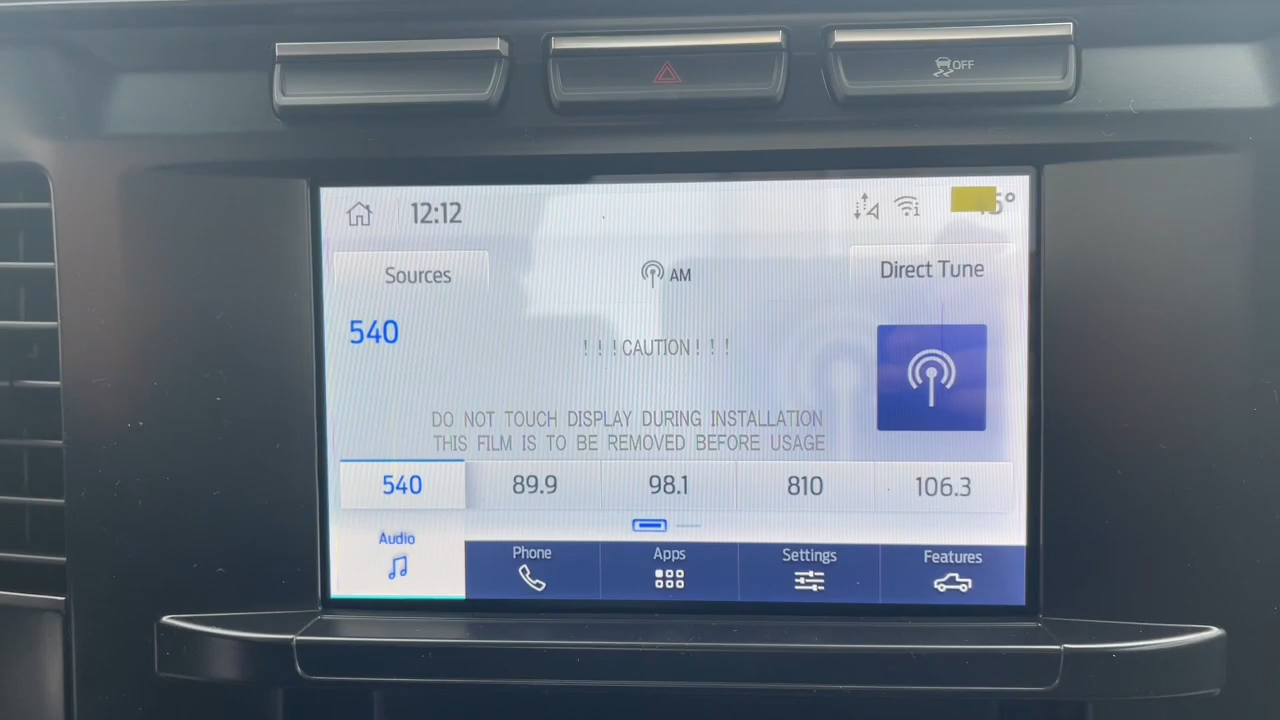 OFF
12:12
5°
Sources
AM
Direct Tune
540
! ! ! CAUTION ! ! !
DO NOT TOUCH DISPLAY DURING INSTALLATION
THIS FILM IS TO BE REMOVED BEFORE USAGE
540 89.9 98.1 810 106.3
Audio Phone Apps Settings Features